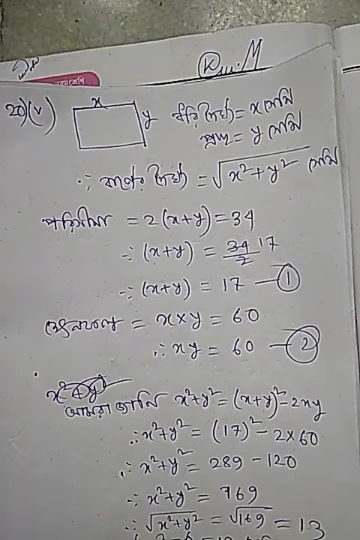 K...M
20)(v)
x
y
ধরি দৈর্ঘ্য = x সেমি
প্রস্থ = y সেমি
∴ কর্ণের দৈর্ঘ্য = √x²+y² সেমি
পরিসীমা = 2(x+y) = 34
∴ (x+y) = 34/2 17
∴ (x+y) = 17 — ①
ক্ষেত্রফল = x×y = 60
∴ xy = 60 — ②
আমরা জানি x²+y² = (x+y)² - 2xy
∴ x²+y² = (17)² - 2×60
∴ x²+y² = 289 - 120
∴ x²+y² = 169
∴ √x²+y² = √169 = 13